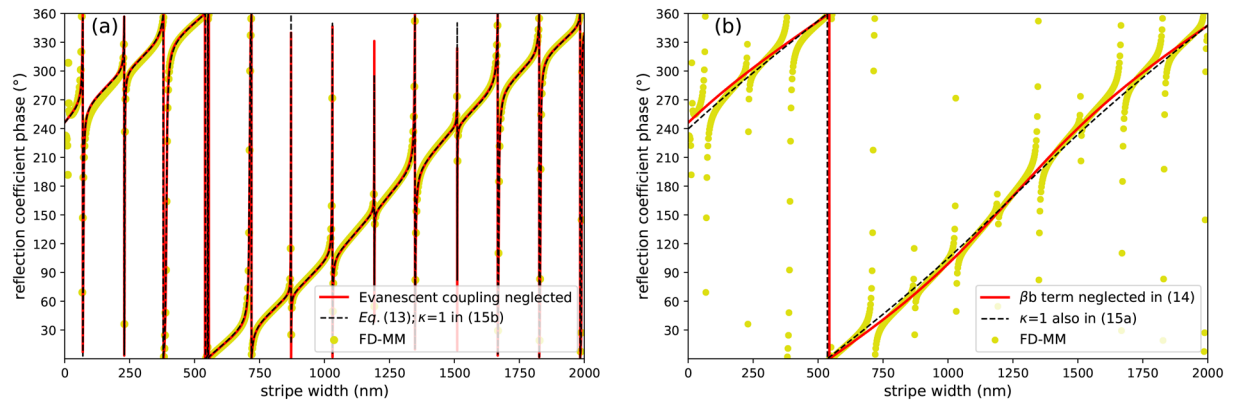 (a)
reflection coefficient phase (°)
360
330
300
270
240
210
180
150
120
90
60
30
Evanescent coupling neglected
Eq. (13); κ=1 in (15b)
FD-MM
0 250 500 750 1000 1250 1500 1750 2000
stripe width (nm)
(b)
reflection coefficient phase (°)
360
330
300
270
240
210
180
150
120
90
60
30
βb term neglected in (14)
κ=1 also in (15a)
FD-MM
0 250 500 750 1000 1250 1500 1750 2000
stripe width (nm)